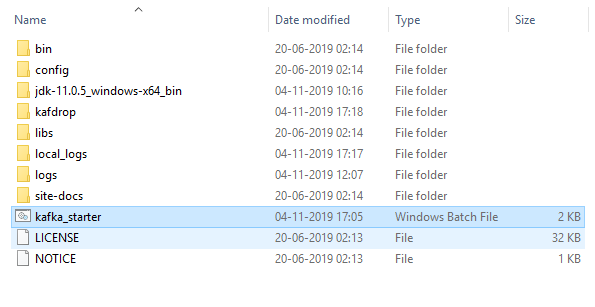 Name Date modified Type Size
bin 20-06-2019 02:14 File folder
config 20-06-2019 02:14 File folder
jdk-11.0.5_windows-x64_bin 04-11-2019 10:16 File folder
kafdrop 04-11-2019 17:18 File folder
libs 20-06-2019 02:14 File folder
local_logs 04-11-2019 17:17 File folder
logs 04-11-2019 12:07 File folder
site-docs 20-06-2019 02:14 File folder
kafka_starter 04-11-2019 17:05 Windows Batch File 2 KB
LICENSE 20-06-2019 02:13 File 32 KB
NOTICE 20-06-2019 02:13 File 1 KB